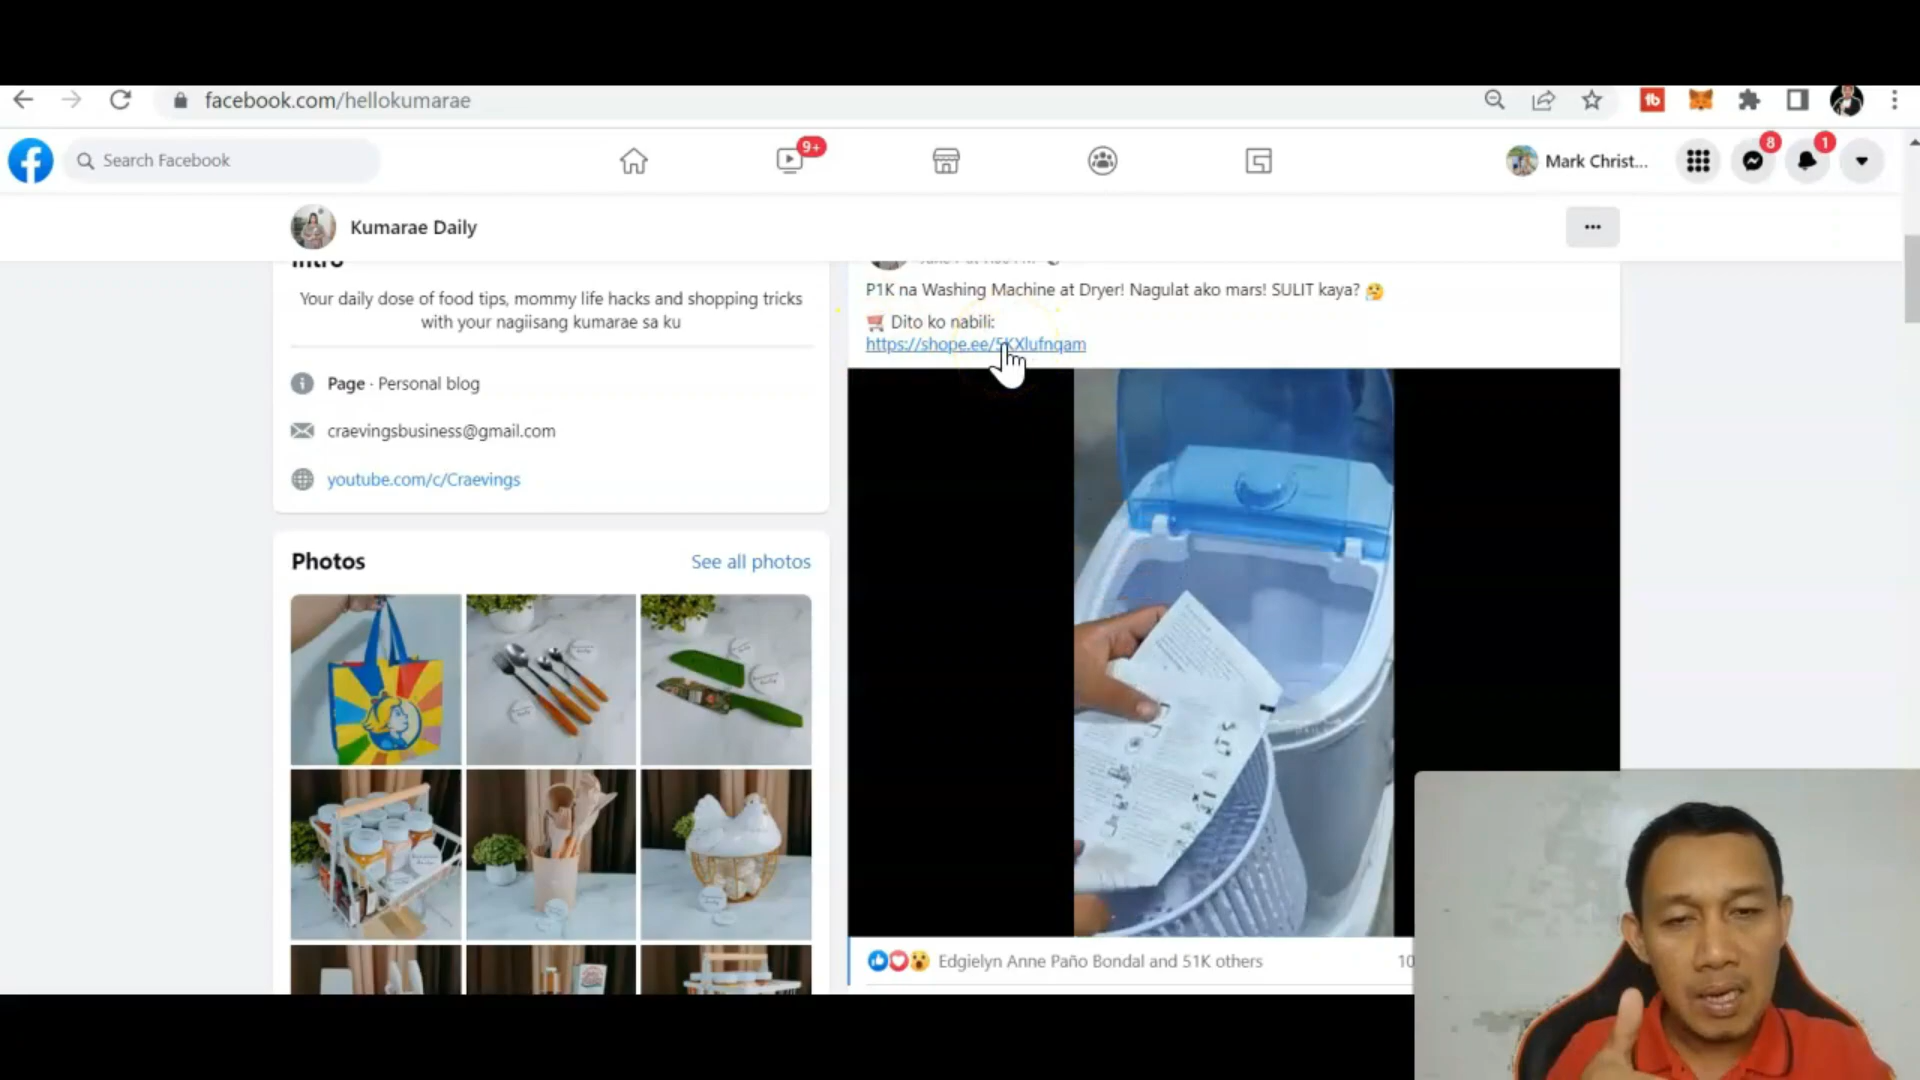 facebook.com/hellokumarae
Search Facebook
9+
Mark Christ...
8
1
Kumarae Daily
Intro
Your daily dose of food tips, mommy life hacks and shopping tricks
with your nagiisang kumarae sa ku
Page · Personal blog
craevingsbusiness@gmail.com
youtube.com/c/Craevings
Photos
See all photos
P1K na Washing Machine at Dryer! Nagulat ako mars! SULIT kaya? 🤔
🛒 Dito ko nabili:
https://shope.ee/5KXlufnqam
Edgielyn Anne Paño Bondal and 51K others
10